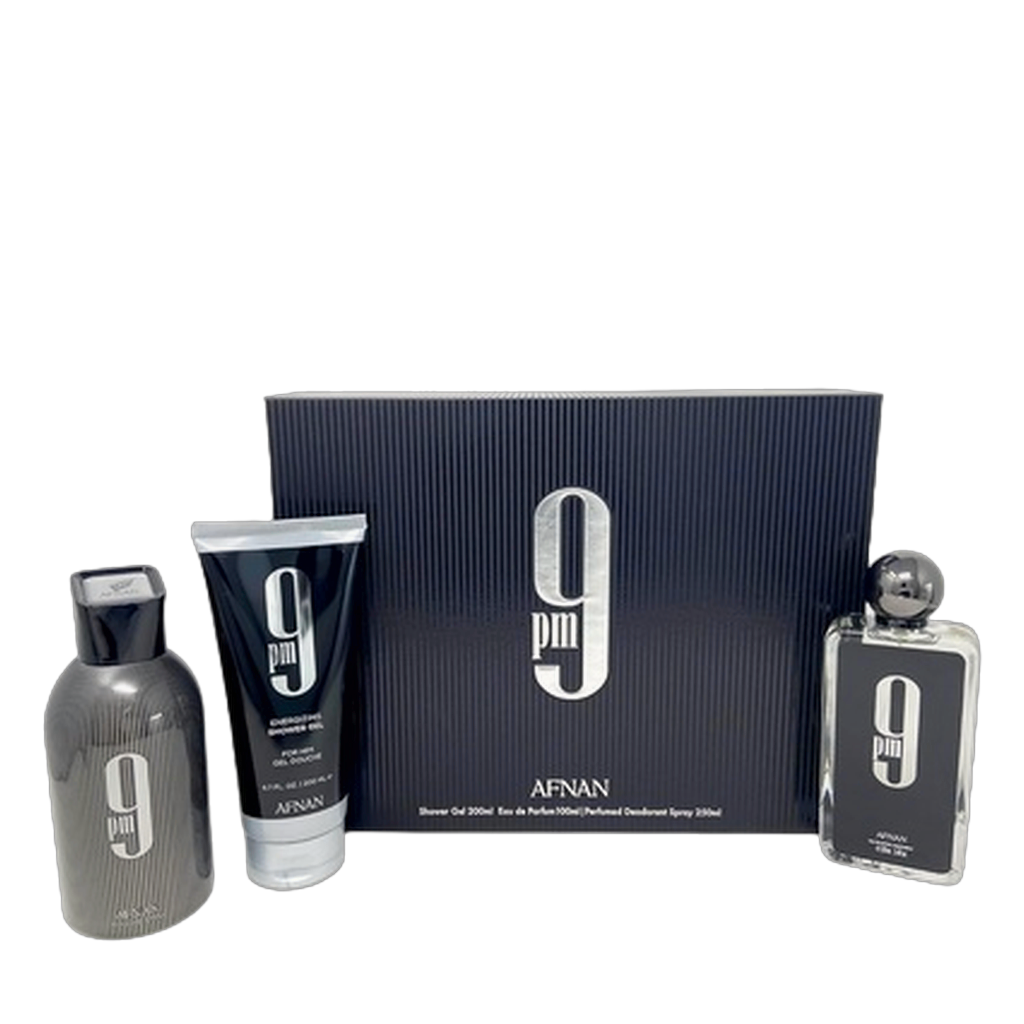 9
pm
AFNAN
Shower Gel 200ml Eau de Parfum100ml|Perfumed Deodorant Spray 250ml
9
pm
ENERGIZING
SHOWER GEL
FOR HIM
GEL DOUCHE
AFNAN
9
pm
AFNAN
9
pm
AFNAN